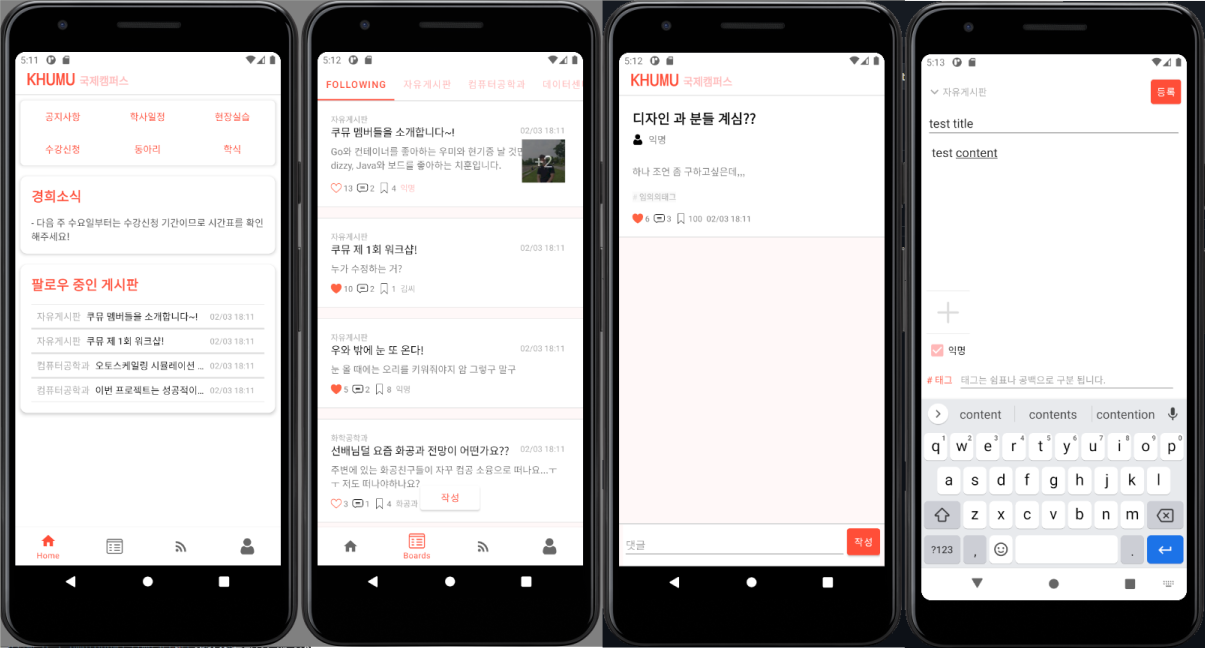 5:11
KHUMU 국제캠퍼스
공지사항 학사일정 현장실습
수강신청 동아리 학식
경희소식
- 다음 주 수요일부터는 수강신청 기간이므로 시간표를 확인
해주세요!
팔로우 중인 게시판
자유게시판 쿠뮤 멤버들을 소개합니다~! 02/03 18:11
자유게시판 쿠뮤 제 1회 워크샵! 02/03 18:11
컴퓨터공학과 오토스케일링 시뮬레이션 ... 02/03 18:11
컴퓨터공학과 이번 프로젝트는 성공적이... 02/03 18:11
Home
5:12
FOLLOWING 자유게시판 컴퓨터공학과 데이터센
자유게시판
쿠뮤 멤버들을 소개합니다~! 02/03 18:11
Go와 컨테이너를 좋아하는 우미와 현기증 날 것만
dizzy, Java와 보드를 좋아하는 치훈입니다.
+2
13 2 4 익명
자유게시판
쿠뮤 제 1회 워크샵! 02/03 18:11
누가 수정하는 거?
10 2 1 김씨
자유게시판
우와 밖에 눈 또 온다! 02/03 18:11
눈 올 때에는 오리를 키워줘야지 암 그렇구 말구
5 2 8 익명
화학공학과
선배님덜 요즘 화공과 전망이 어떤가요?? 02/03 18:11
주변에 있는 화공친구들이 자꾸 컴공 소융으로 떠나요...ㅜ
ㅜ 저도 떠나야하나요?
3 1 4 화공과
작성
Boards
5:12
KHUMU 국제캠퍼스
디자인 과 분들 계심??
익명
하나 조언 좀 구하고싶은데,,,
# 임의의태그
6 3 100 02/03 18:11
댓글 작성
5:13
자유게시판 등록
test title
test content
익명
# 태그 태그는 쉼표나 공백으로 구분 됩니다.
content contents contention
q1 w2 e3 r4 t5 y6 u7 i8 o9 p0
a s d f g h j k l
z x c v b n m
?123 , .